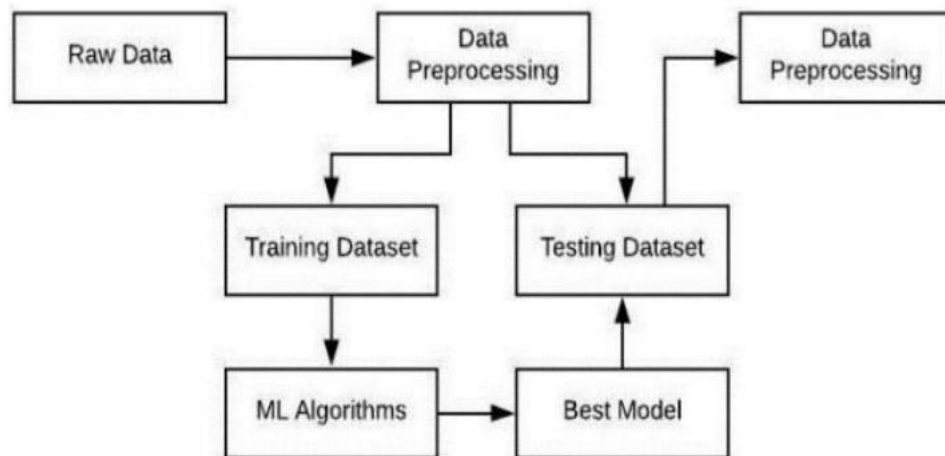 Raw Data
Data
Preprocessing
Data
Preprocessing
Training Dataset
Testing Dataset
ML Algorithms
Best Model